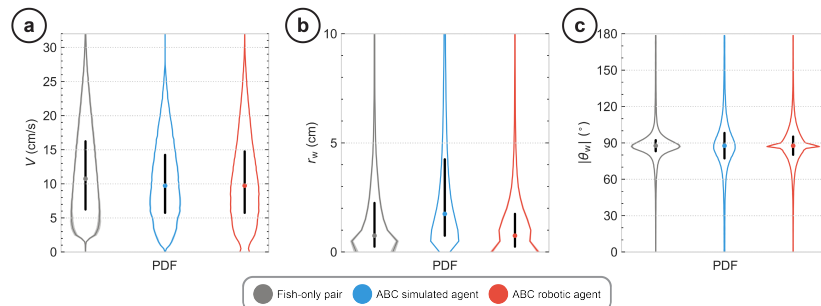 a
b
c
V (cm/s)
30
25
20
15
10
5
0
PDF
r_w (cm)
10
5
0
PDF
|θ_w| (°)
180
150
120
90
60
30
0
PDF
Fish-only pair
ABC simulated agent
ABC robotic agent